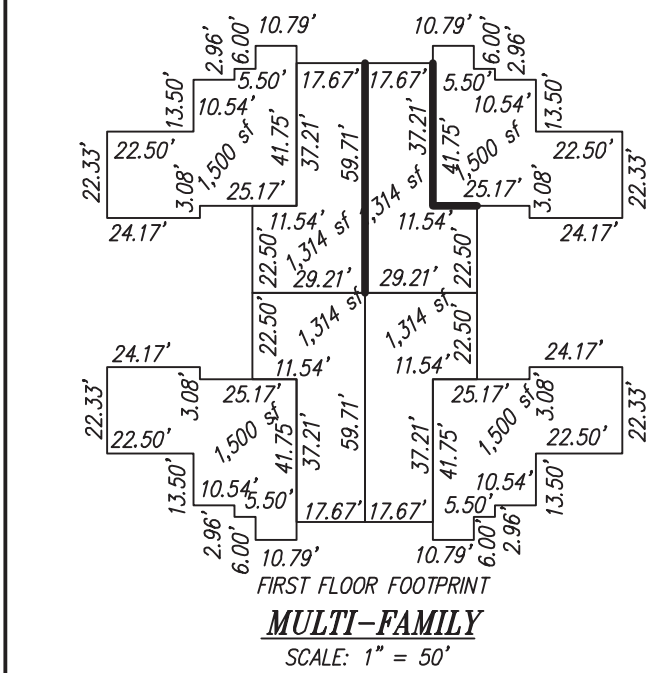 10.79' 10.79'
2.96' 6.00' 6.00' 2.96'
5.50' 17.67' 17.67' 5.50'
13.50' 10.54' 10.54' 13.50'
22.33' 22.50' 1,500 sf 41.75' 37.21' 59.71' 37.21' 41.75' 1,500 sf 22.50' 22.33'
3.08' 25.17' 25.17' 3.08'
24.17' 11.54' 1,314 sf 1,314 sf 11.54' 24.17'
22.50' 29.21' 29.21' 22.50'
22.50' 1,314 sf 1,314 sf 22.50'
24.17' 11.54' 11.54' 24.17'
22.33' 3.08' 25.17' 25.17' 3.08' 22.33'
22.50' 1,500 sf 41.75' 37.21' 59.71' 37.21' 41.75' 1,500 sf 22.50'
13.50' 10.54' 10.54' 13.50'
5.50' 17.67' 17.67' 5.50'
2.96' 6.00' 6.00' 2.96'
10.79' 10.79'
FIRST FLOOR FOOTPRINT
MULTI-FAMILY
SCALE: 1" = 50'